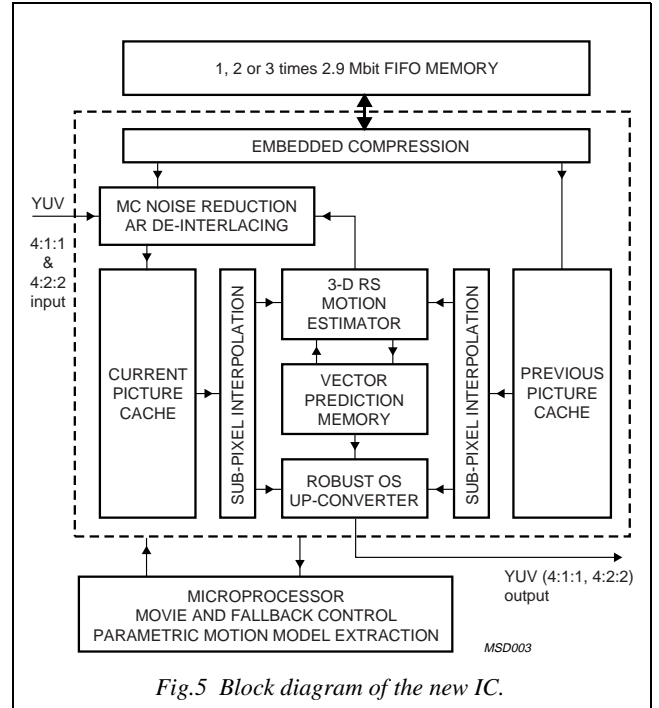 1, 2 or 3 times 2.9 Mbit FIFO MEMORY
EMBEDDED COMPRESSION
YUV
4:1:1
&
4:2:2
input
MC NOISE REDUCTION
AR DE-INTERLACING
CURRENT
PICTURE
CACHE
SUB-PIXEL INTERPOLATION
3-D RS
MOTION
ESTIMATOR
VECTOR
PREDICTION
MEMORY
ROBUST OS
UP-CONVERTER
SUB-PIXEL INTERPOLATION
PREVIOUS
PICTURE
CACHE
YUV (4:1:1, 4:2:2)
output
MICROPROCESSOR
MOVIE AND FALLBACK CONTROL
PARAMETRIC MOTION MODEL EXTRACTION
MSD003
Fig.5 Block diagram of the new IC.